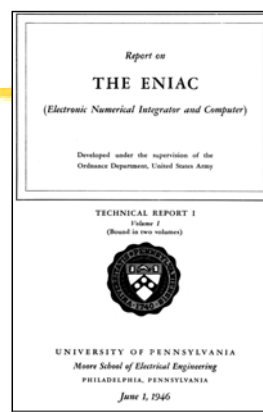 Report on
THE ENIAC
(Electronic Numerical Integrator and Computer)
Developed under the supervision of the
Ordnance Department, United States Army
TECHNICAL REPORT I
Volume I
(Bound in two volumes)
UNIVERSITY OF PENNSYLVANIA
Moore School of Electrical Engineering
PHILADELPHIA, PENNSYLVANIA
June 1, 1946